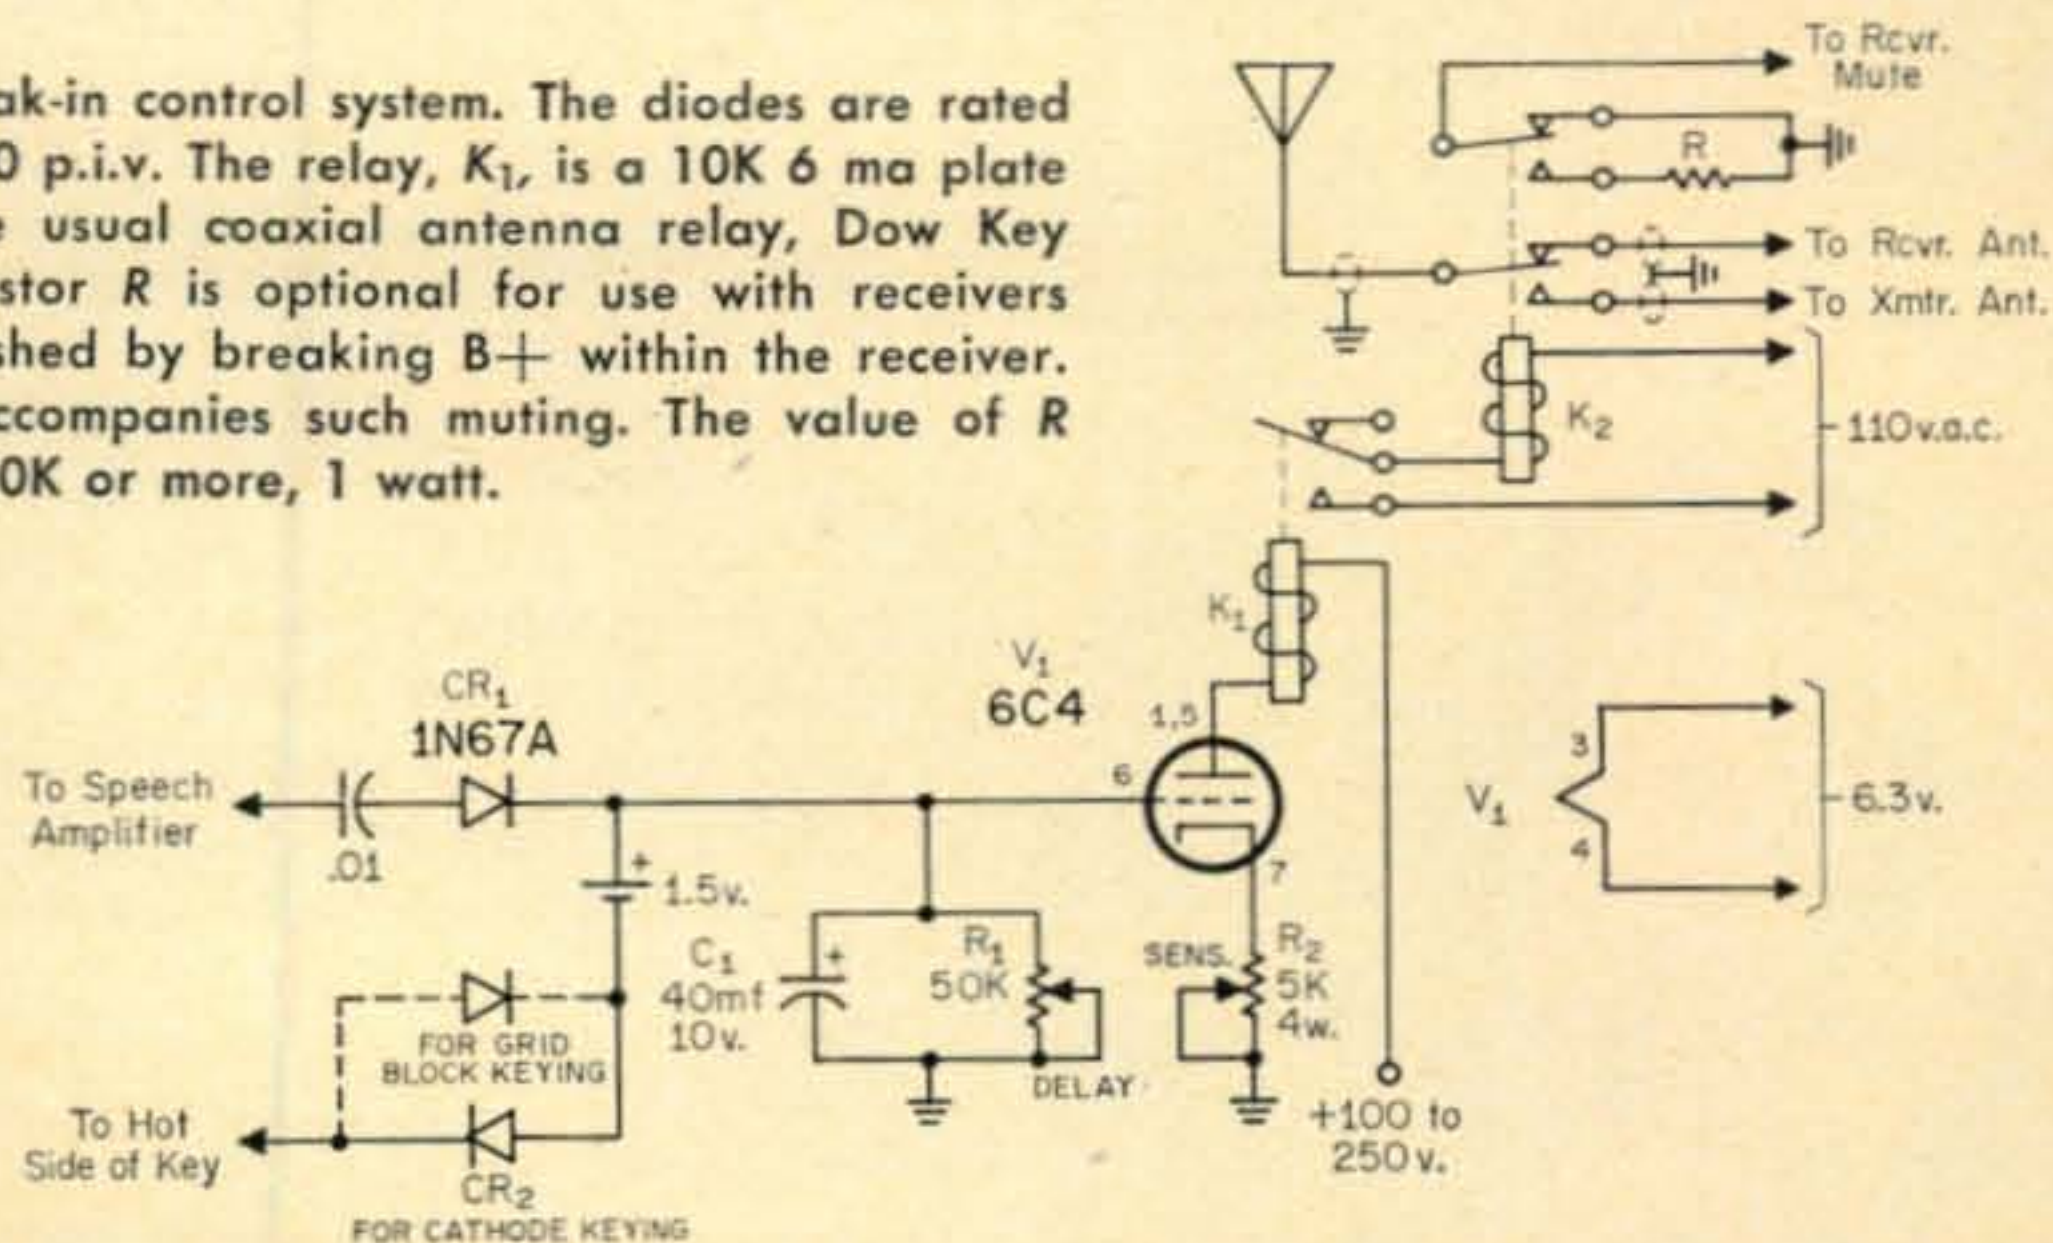 ak-in control system. The diodes are rated
0 p.i.v. The relay, K1, is a 10K 6 ma plate
e usual coaxial antenna relay, Dow Key
stor R is optional for use with receivers
shed by breaking B+ within the receiver.
ccompanies such muting. The value of R
0K or more, 1 watt.
To Rcvr.
Mute
R
To Rcvr. Ant.
To Xmtr. Ant.
K2
110v.a.c.
K1
V1
6C4
1,5
6
7
CR1
1N67A
To Speech
Amplifier
.01
+
1.5v.
C1
40mf
10v.
+
R1
50K
DELAY
SENS.
R2
5K
4w.
+100 to
250v.
V1
3
4
6.3v.
FOR GRID
BLOCK KEYING
To Hot
Side of Key
CR2
FOR CATHODE KEYING